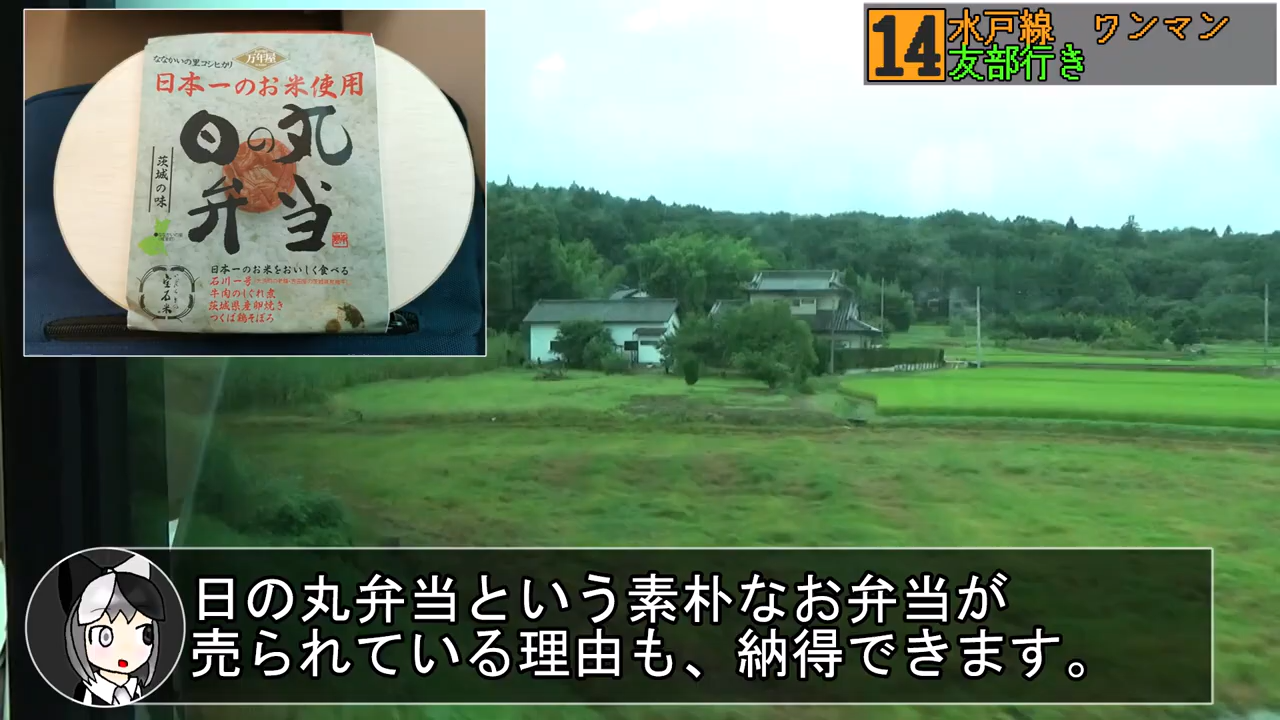 14
水戸線　ワンマン
友部行き
万年屋
なながいの里コシヒカリ
日本一のお米使用
日の丸
弁当
茨城の味
日本一のお米をおいしく食べる
石川一号
牛肉のしぐれ煮
茨城県産卵焼き
つくば鶏そぼろ
日の丸弁当という素朴なお弁当が
売られている理由も、納得できます。